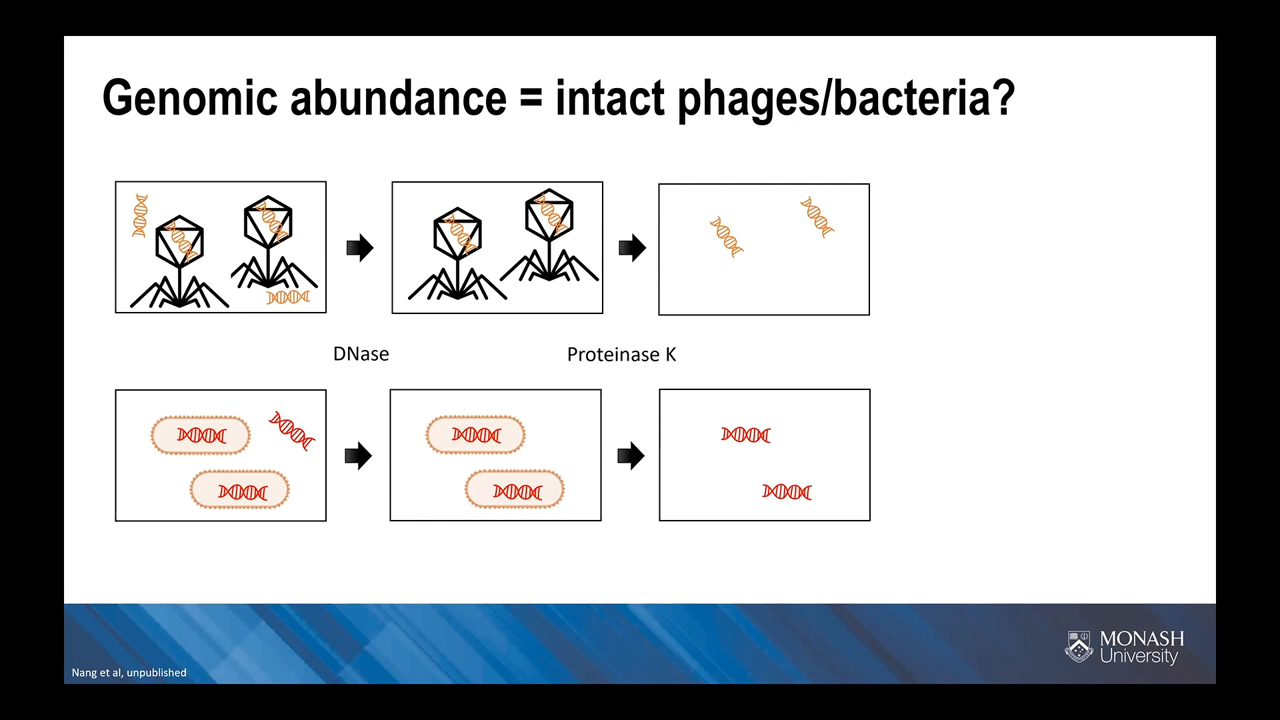 Genomic abundance = intact phages/bacteria?
DNase
Proteinase K
MONASH
University
Nang et al, unpublished